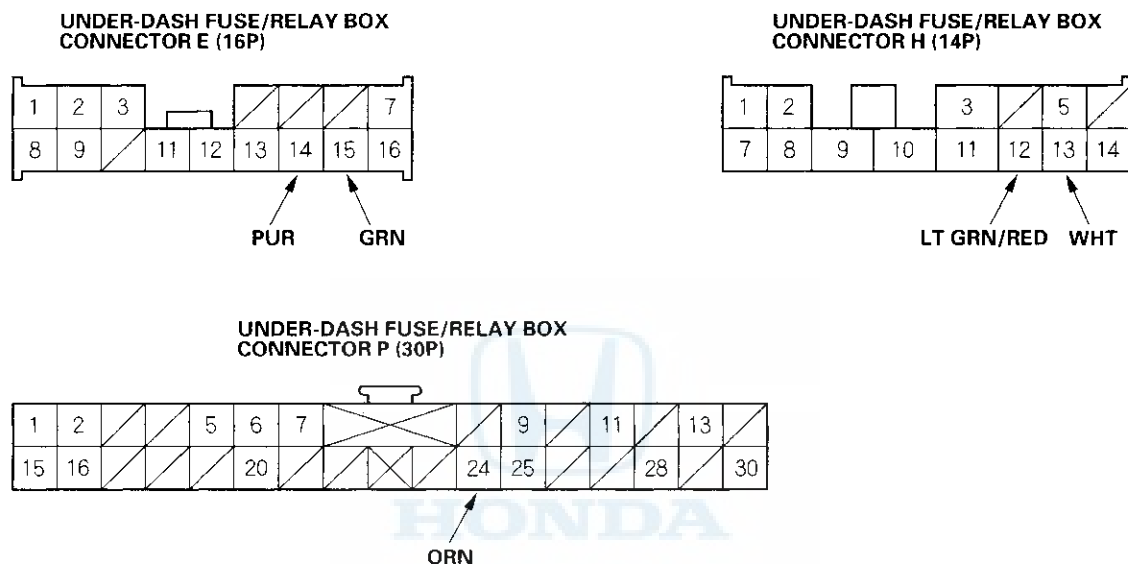 UNDER-DASH FUSE/RELAY BOX
CONNECTOR E (16P)
1 2 3 7
8 9 11 12 13 14 15 16
PUR GRN
UNDER-DASH FUSE/RELAY BOX
CONNECTOR H (14P)
1 2 3 5
7 8 9 10 11 12 13 14
LT GRN/RED WHT
UNDER-DASH FUSE/RELAY BOX
CONNECTOR P (30P)
1 2 5 6 7 9 11 13
15 16 20 24 25 28 30
ORN
HONDA